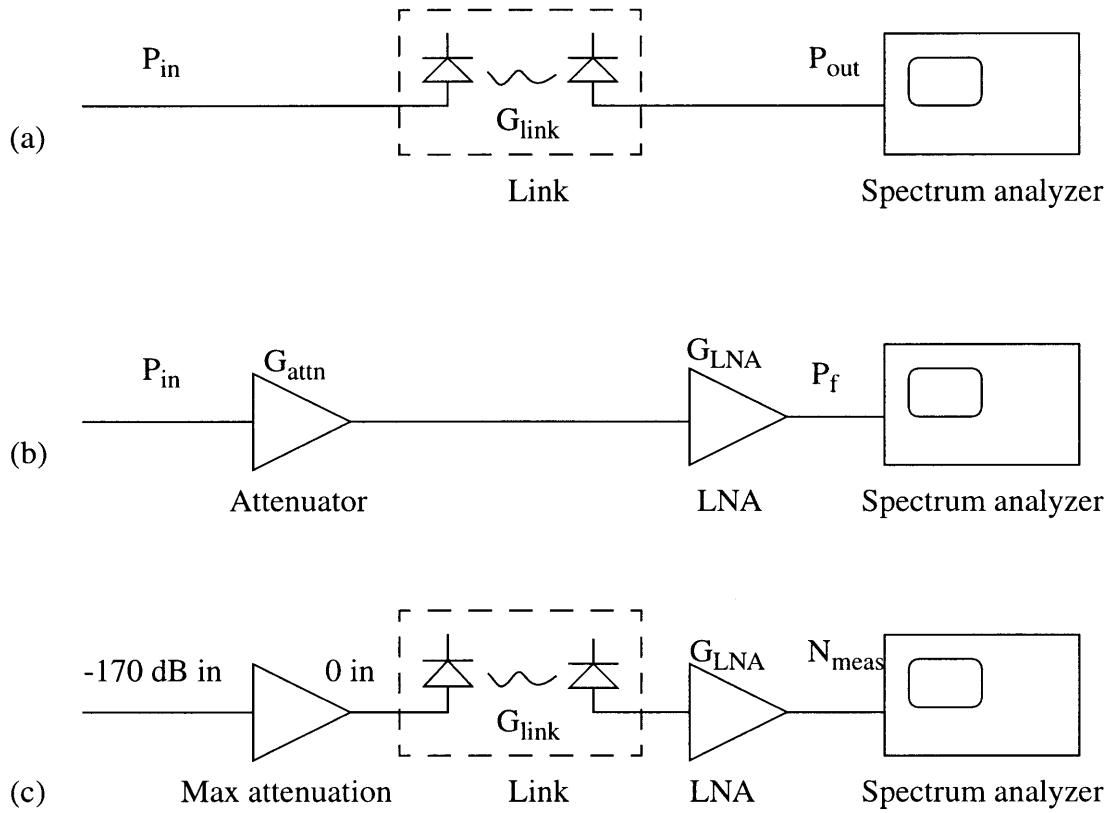 P_in
P_out
G_link
(a)
Link
Spectrum analyzer
G_attn
G_LNA
P_in
P_f
(b)
Attenuator
LNA
Spectrum analyzer
-170 dB in
0 in
G_LNA
N_meas
G_link
(c)
Max attenuation
Link
LNA
Spectrum analyzer